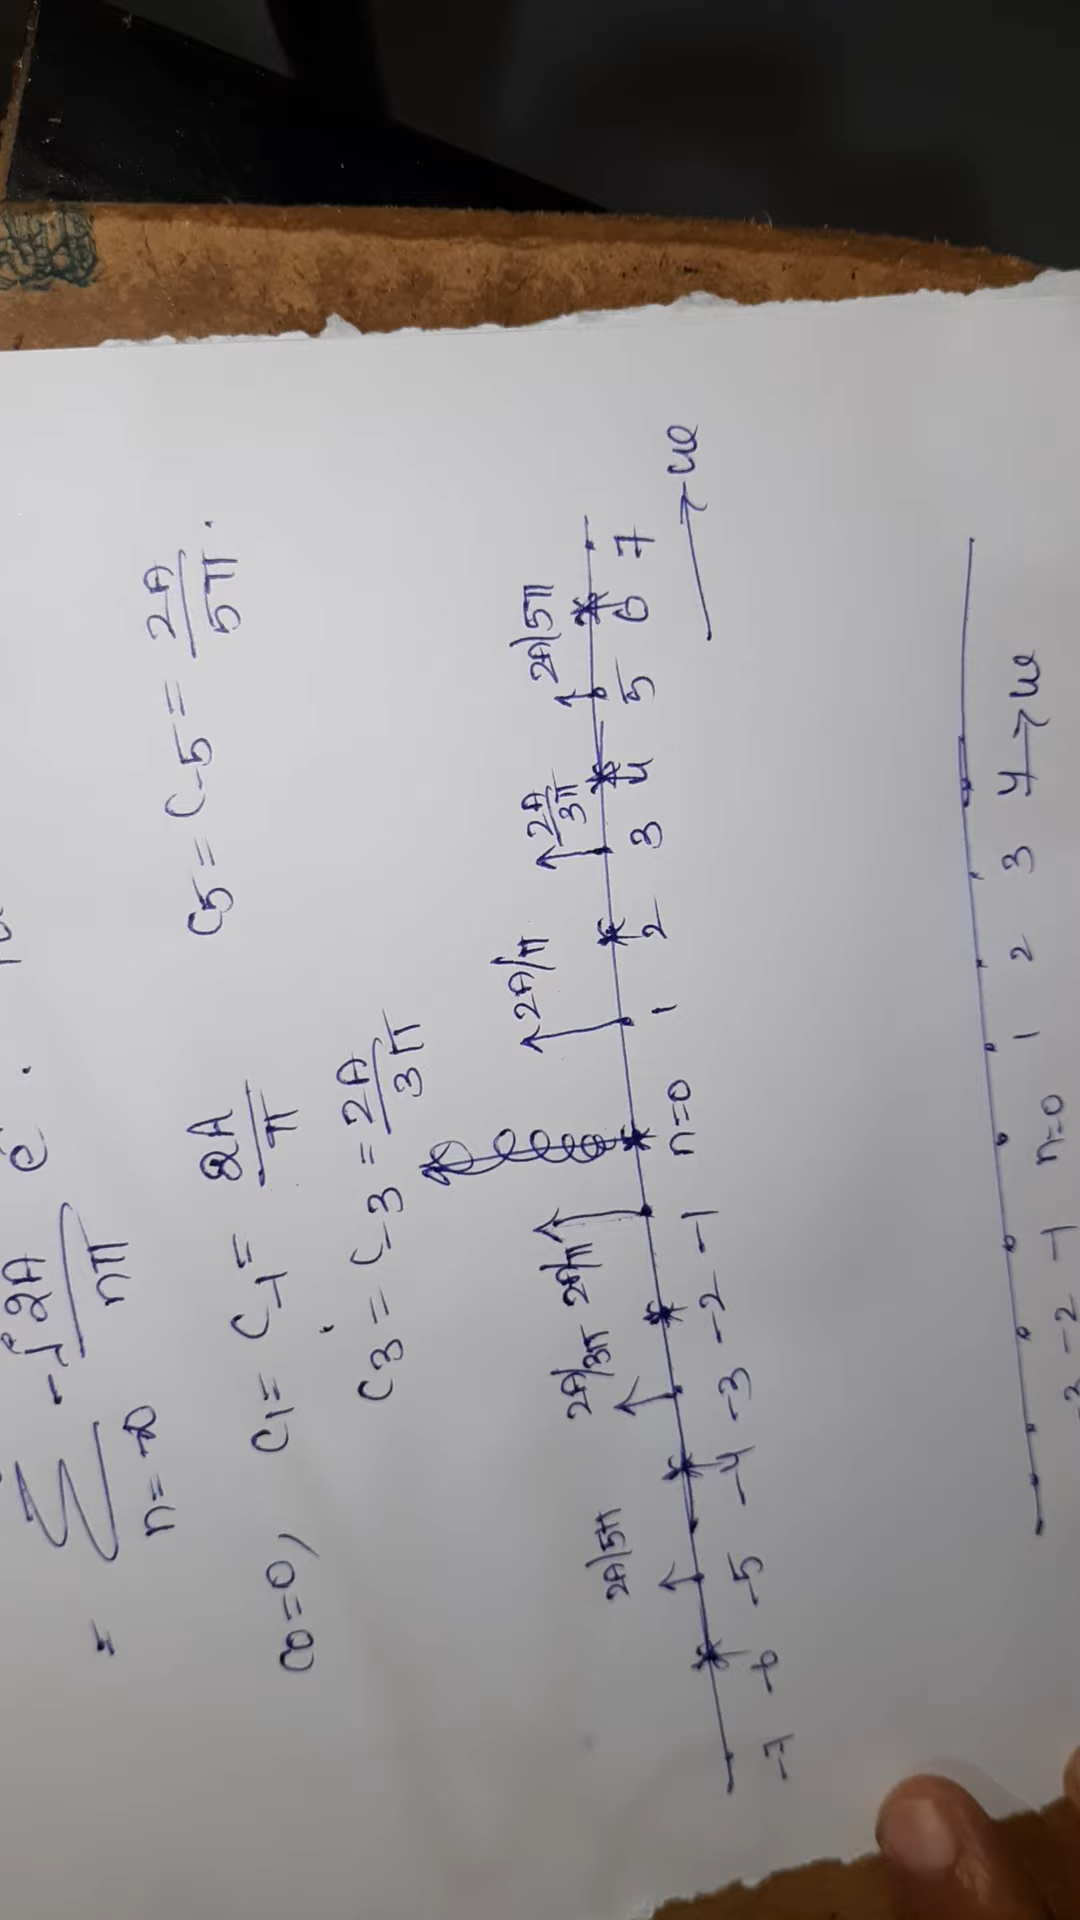 = Σ -j2A/nπ e
n=-∞
c0=0, C1= C-1= 2A/π C5= C-5= 2A/5π.
C3= C-3 = 2A/3π
2A/5π 2A/3π 2A/π 2A/π 2A/3π 2A/5π
-7 -6 -5 -4 -3 -2 -1 n=0 1 2 3 4 5 6 7
→ω
-3 -2 -1 n=0 1 2 3 4 →ω